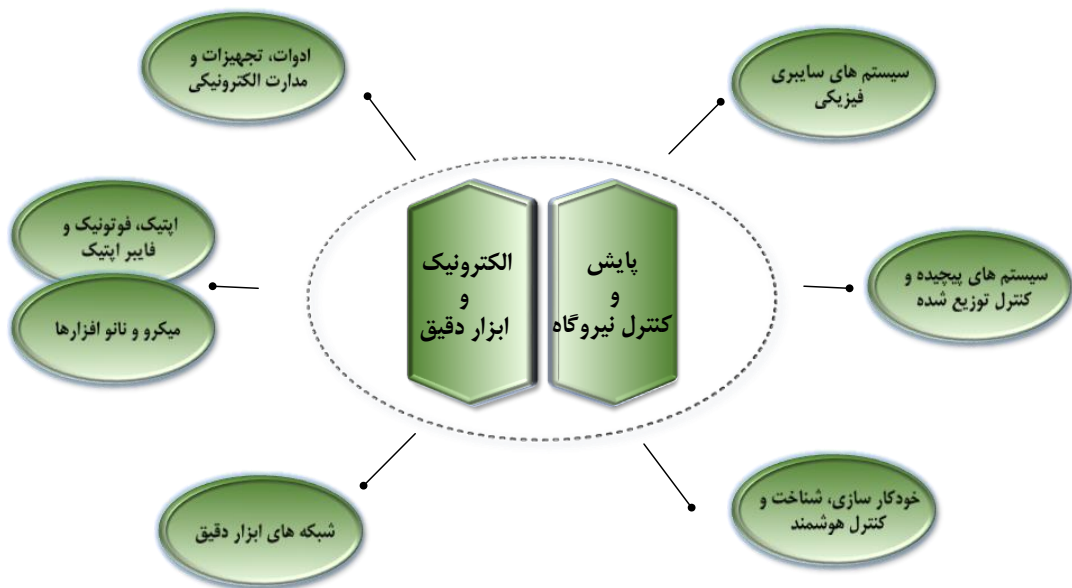 سیستم های سایبری
فیزیکی
ادوات، تجهیزات و
مدارت الکترونیکی
اپتیک، فوتونیک و
فایبر اپتیک
میکرو و نانو افزارها
پایش
و
کنترل نیروگاه
الکترونیک
و
ابزار دقیق
سیستم های پیچیده و
کنترل توزیع شده
خودکار سازی، شناخت و
کنترل هوشمند
شبکه های ابزار دقیق